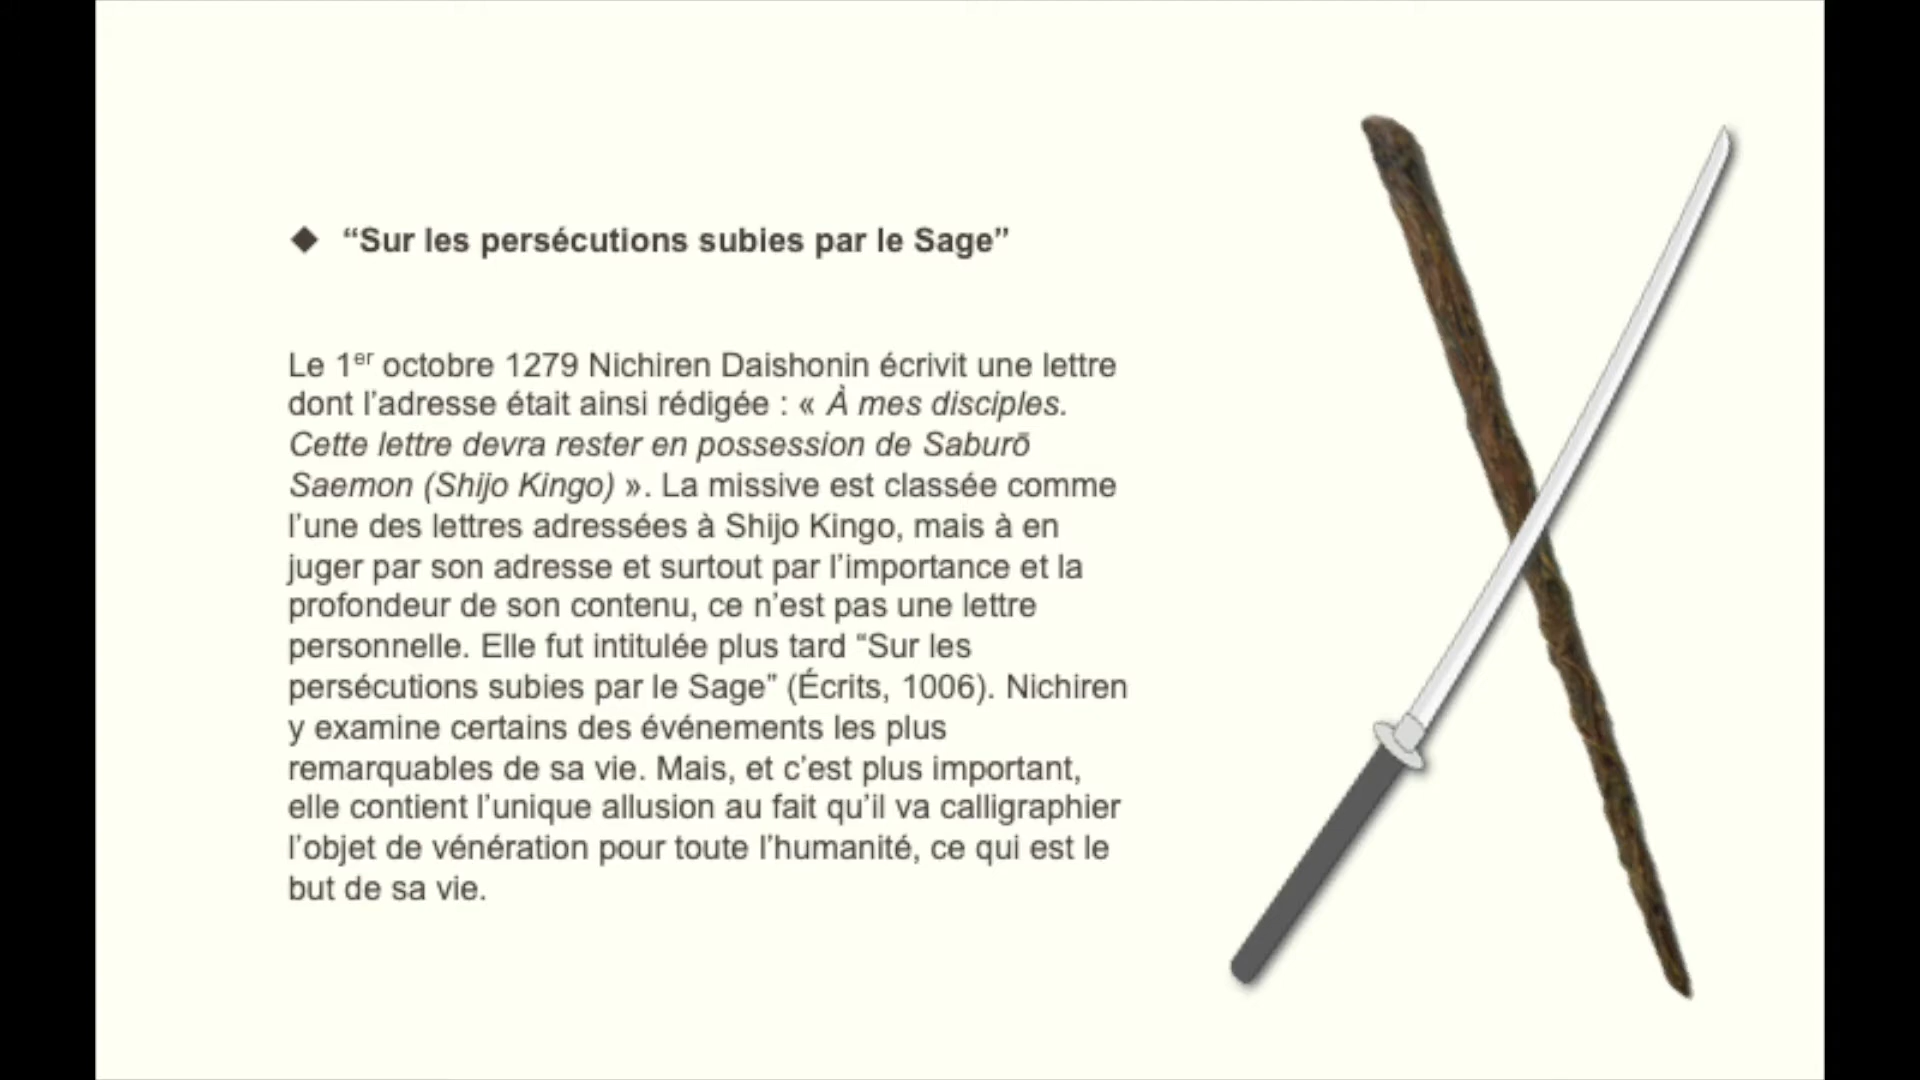 ◆ “Sur les persécutions subies par le Sage”
Le 1er octobre 1279 Nichiren Daishonin écrivit une lettre
dont l’adresse était ainsi rédigée : « À mes disciples.
Cette lettre devra rester en possession de Saburō
Saemon (Shijo Kingo) ». La missive est classée comme
l’une des lettres adressées à Shijo Kingo, mais à en
juger par son adresse et surtout par l’importance et la
profondeur de son contenu, ce n’est pas une lettre
personnelle. Elle fut intitulée plus tard “Sur les
persécutions subies par le Sage” (Écrits, 1006). Nichiren
y examine certains des événements les plus
remarquables de sa vie. Mais, et c’est plus important,
elle contient l’unique allusion au fait qu’il va calligraphier
l’objet de vénération pour toute l’humanité, ce qui est le
but de sa vie.